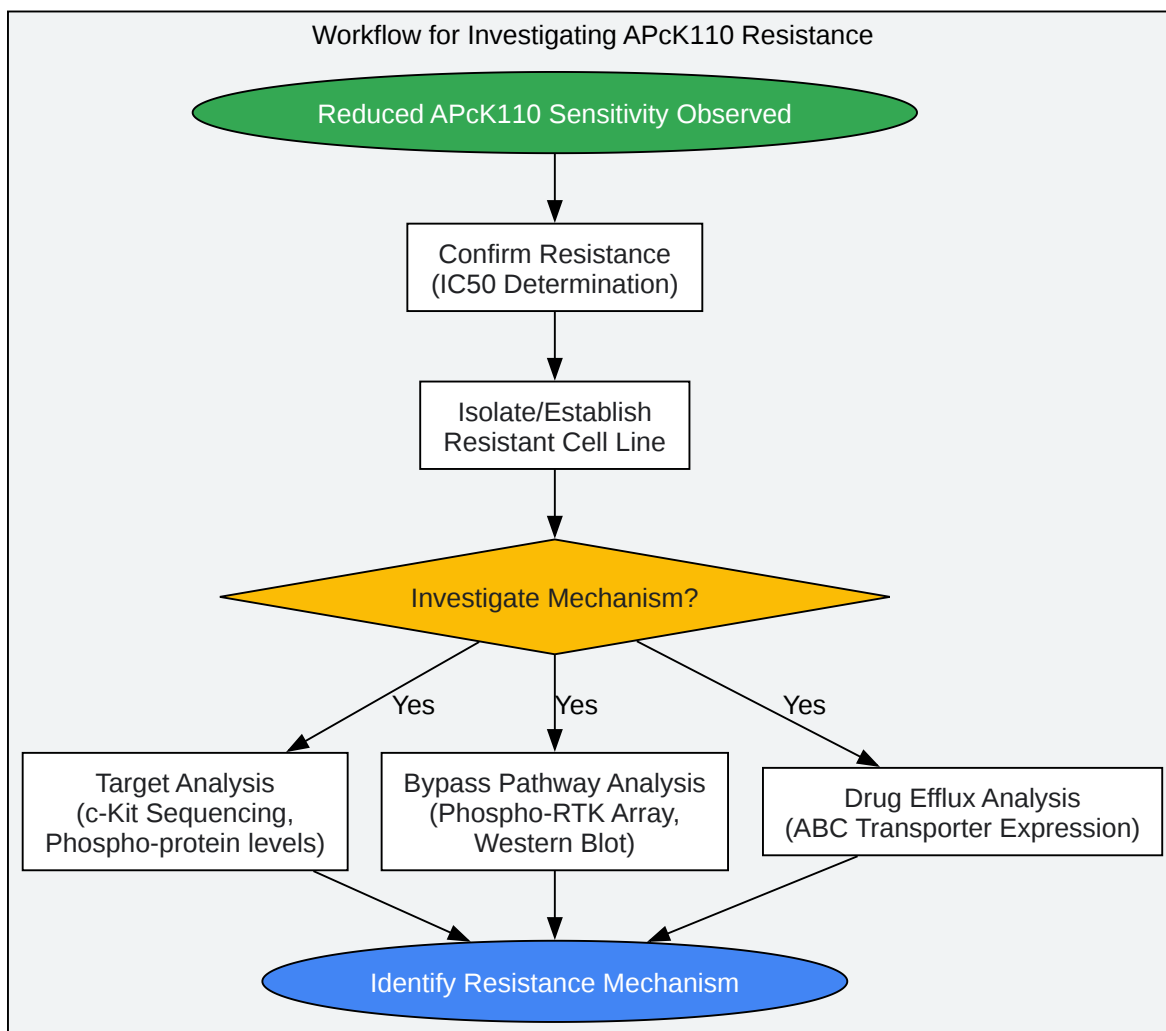 Workflow for Investigating APcK110 Resistance
Reduced APcK110 Sensitivity Observed
Confirm Resistance
(IC50 Determination)
Isolate/Establish
Resistant Cell Line
Investigate Mechanism?
Yes
Yes
Yes
Target Analysis
(c-Kit Sequencing,
Phospho-protein levels)
Bypass Pathway Analysis
(Phospho-RTK Array,
Western Blot)
Drug Efflux Analysis
(ABC Transporter Expression)
Identify Resistance Mechanism